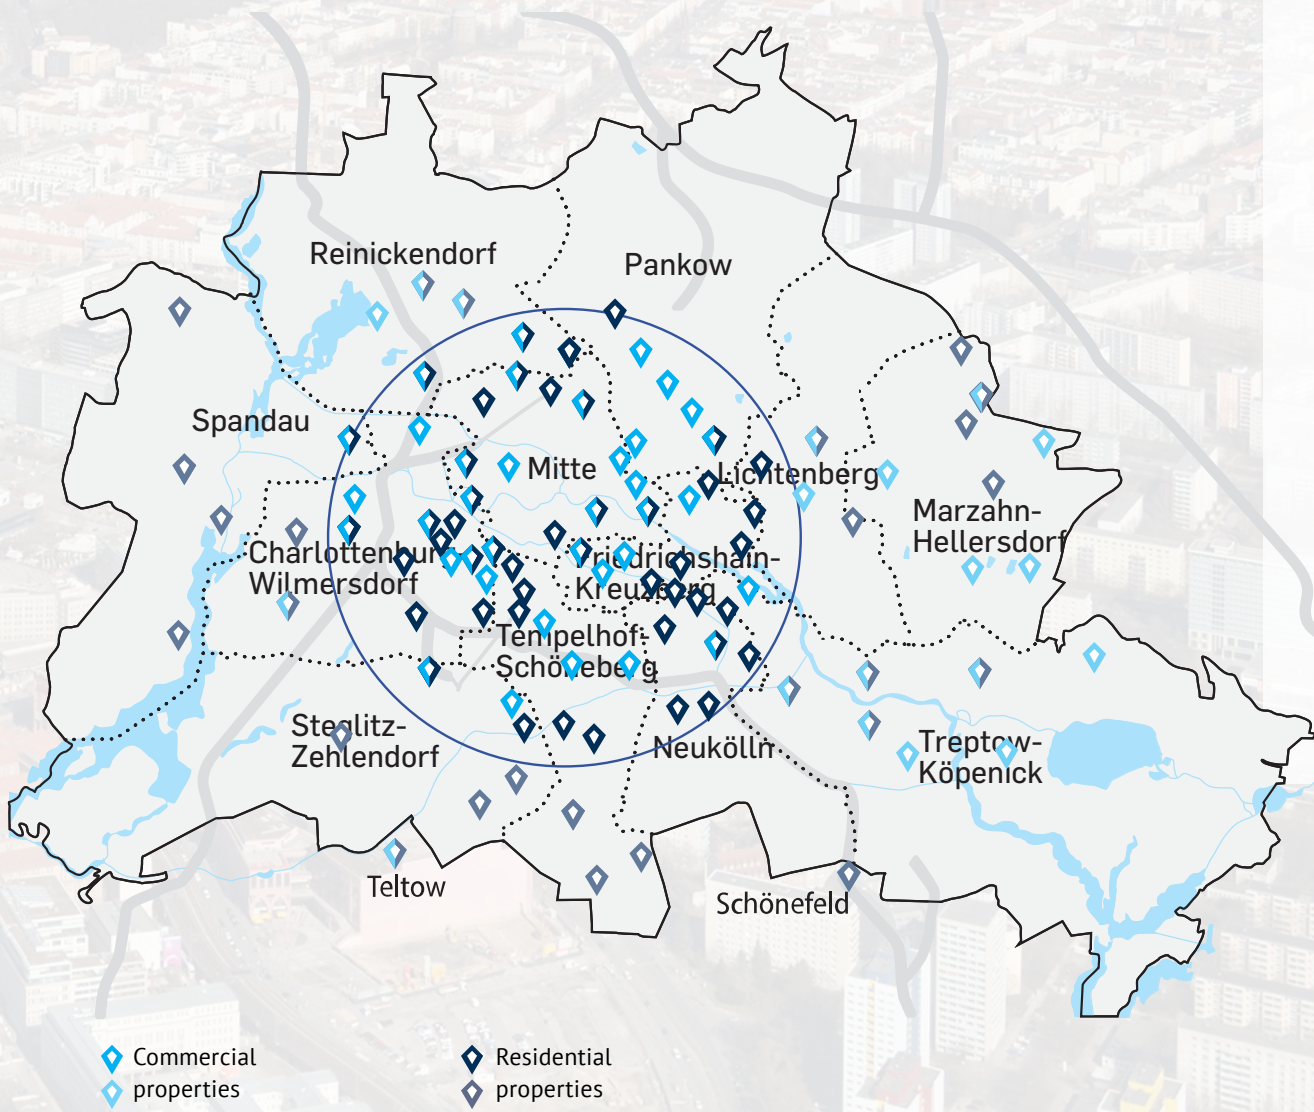 Reinickendorf
Pankow
Spandau
Mitte
Lichtenberg
Marzahn-
Hellersdorf
Charlottenburg
Wilmersdorf
Friedrichshain-
Kreuzberg
Tempelhof-
Schöneberg
Steglitz-
Zehlendorf
Neukölln
Treptow-
Köpenick
Teltow
Schönefeld
Commercial
properties
Residential
properties